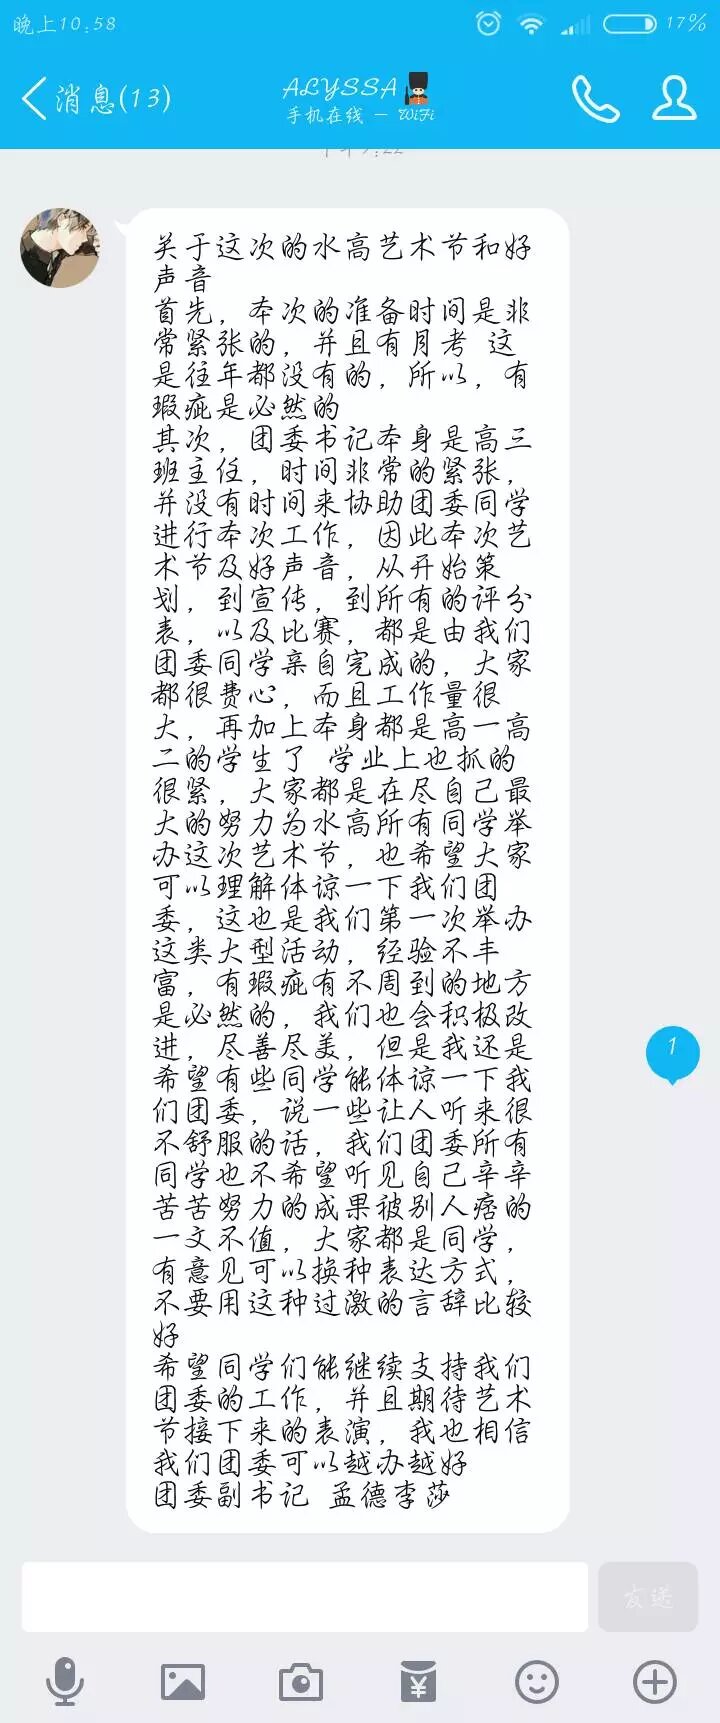 晚上10:58
17%
消息(13)
ALYSSA
手机在线 - WiFi
关于这次的水高艺术节和好
声音
首先，本次的准备时间是非
常紧张的，并且有月考 这
是往年都没有的，所以，有
瑕疵是必然的
其次，团委书记本身是高三
班主任，时间非常的紧张，
并没有时间来协助团委同学
进行本次工作，因此本次艺
术节及好声音，从开始策
划，到宣传，到所有的评分
表，以及比赛，都是由我们
团委同学亲自完成的，大家
都很费心，而且工作量很
大，再加上本身都是高一高
二的学生了 学业上也抓的
很紧，大家都是在尽自己最
大的努力为水高所有同学举
办这次艺术节，也希望大家
可以理解体谅一下我们团
委，这也是我们第一次举办
这类大型活动，经验不丰
富，有瑕疵有不周到的地方
是必然的，我们也会积极改
进，尽善尽美，但是我还是
希望有些同学能体谅一下我
们团委，说一些让人听来很
不舒服的话，我们团委所有
同学也不希望听见自己辛辛
苦苦努力的成果被别人痞的
一文不值，大家都是同学，
有意见可以换种表达方式，
不要用这种过激的言辞比较
好
希望同学们能继续支持我们
团委的工作，并且期待艺术
节接下来的表演，我也相信
我们团委可以越办越好
团委副书记 孟德李莎
1
发送